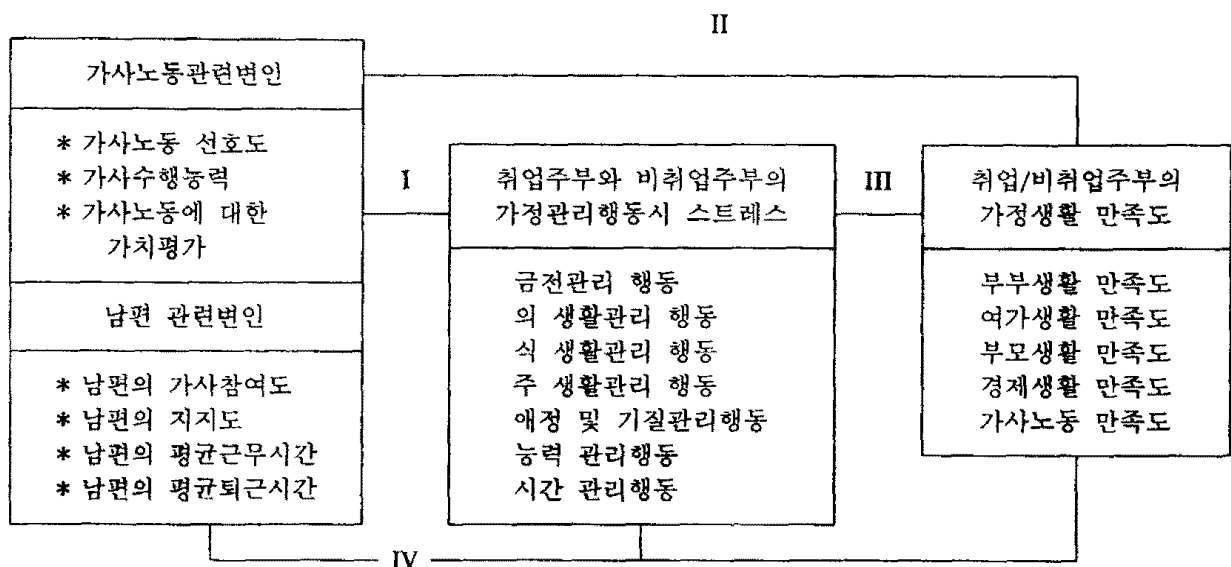 II
가사노동관련변인
* 가사노동 선호도
* 가사수행능력
* 가사노동에 대한
가치평가
남편 관련변인
* 남편의 가사참여도
* 남편의 지지도
* 남편의 평균근무시간
* 남편의 평균퇴근시간
I
취업주부와 비취업주부의
가정관리행동시 스트레스
금전관리 행동
의 생활관리 행동
식 생활관리 행동
주 생활관리 행동
애정 및 기질관리행동
능력 관리행동
시간 관리행동
III
취업/비취업주부의
가정생활 만족도
부부생활 만족도
여가생활 만족도
부모생활 만족도
경제생활 만족도
가사노동 만족도
IV